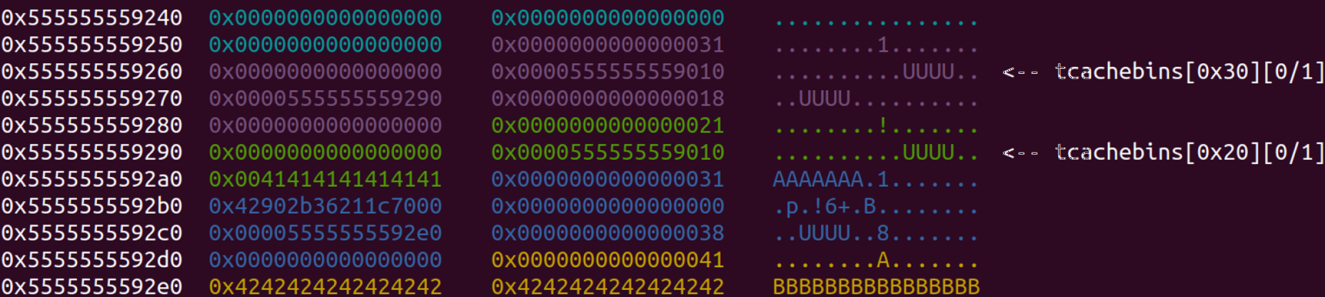 0x555555559240 0x0000000000000000 0x0000000000000000 ................
0x555555559250 0x0000000000000000 0x0000000000000031 ........1.......
0x555555559260 0x0000000000000000 0x0000555555559010 ..........UUUU.. <-- tcachebins[0x30][0/1]
0x555555559270 0x0000555555559290 0x0000000000000018 ..UUUU..........
0x555555559280 0x0000000000000000 0x0000000000000021 ........!.......
0x555555559290 0x0000000000000000 0x0000555555559010 ..........UUUU.. <-- tcachebins[0x20][0/1]
0x5555555592a0 0x0041414141414141 0x0000000000000031 AAAAAAA.1.......
0x5555555592b0 0x42902b36211c7000 0x0000000000000000 .p.!6+.B........
0x5555555592c0 0x00005555555592e0 0x0000000000000038 ..UUUU..8.......
0x5555555592d0 0x0000000000000000 0x0000000000000041 ........A.......
0x5555555592e0 0x4242424242424242 0x4242424242424242 BBBBBBBBBBBBBBBB